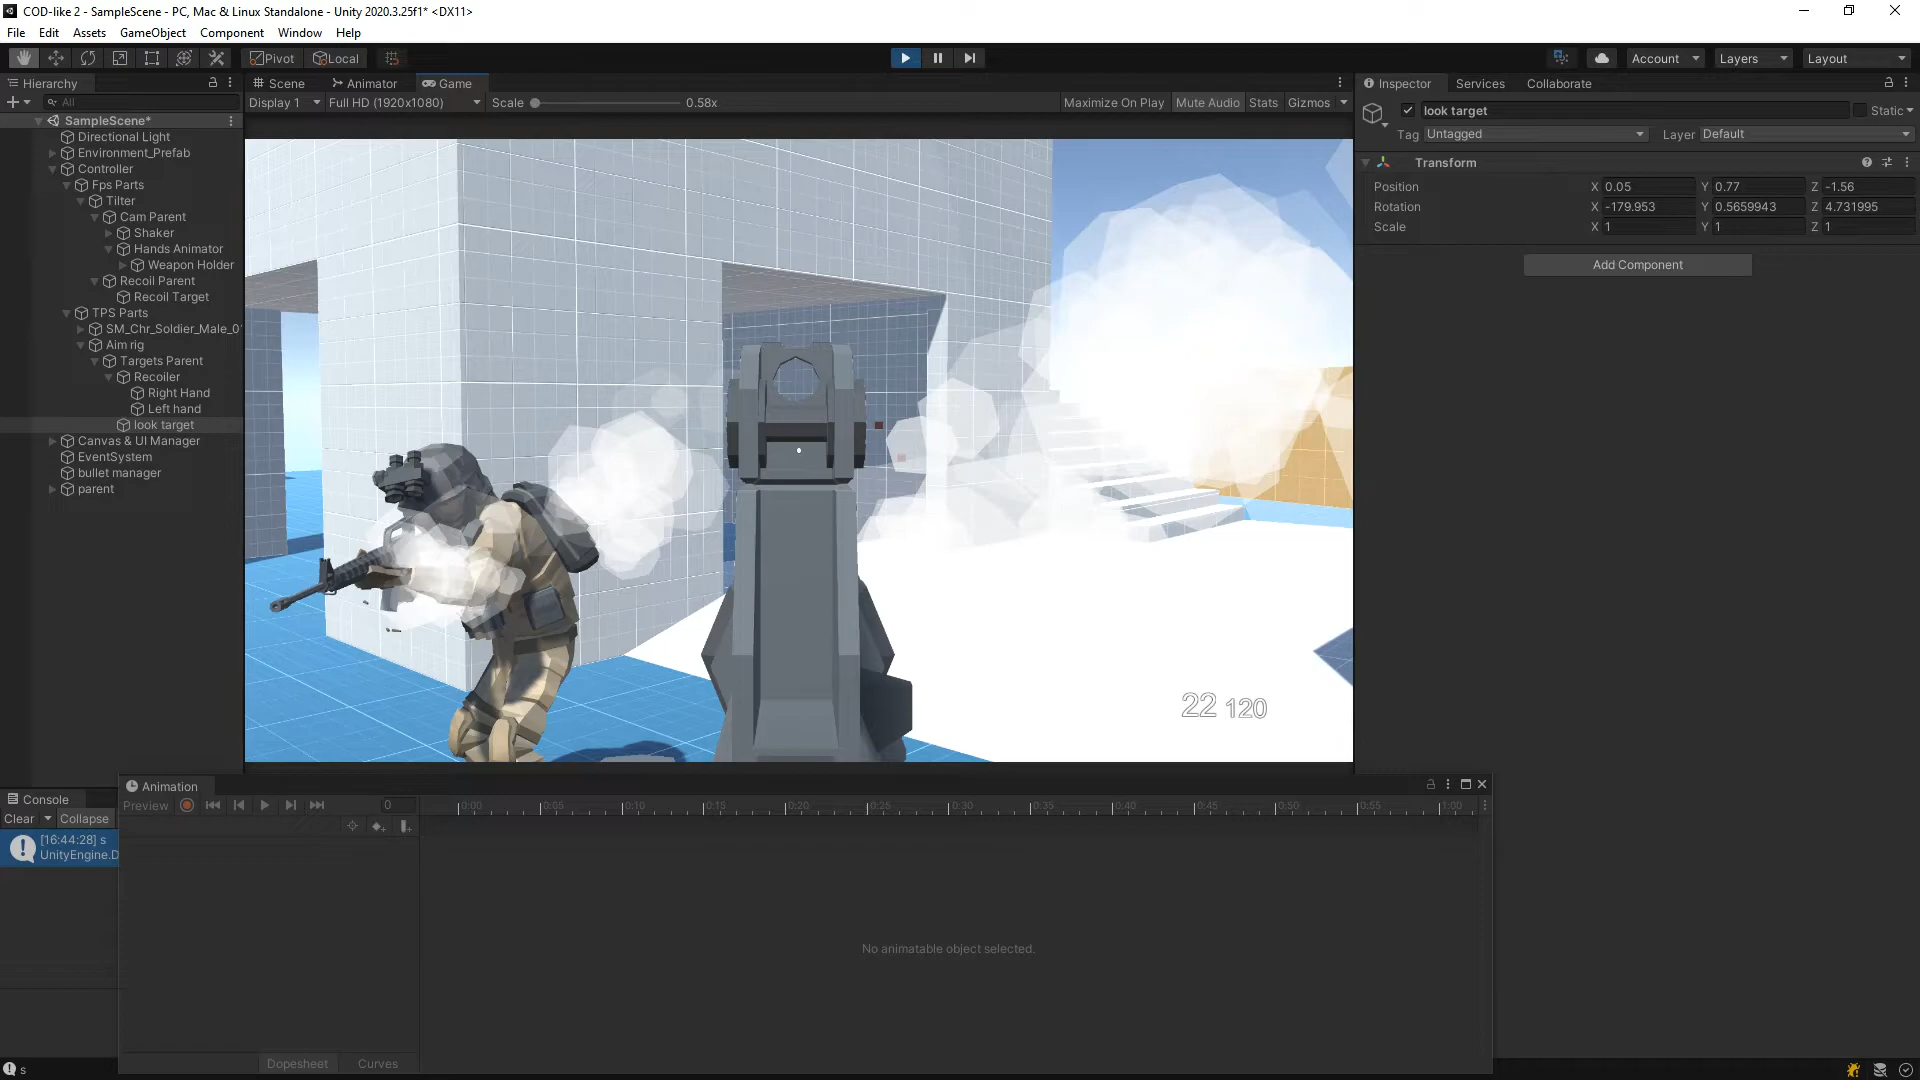 COD-like 2 - SampleScene - PC, Mac & Linux Standalone - Unity 2020.3.25f1* <DX11>
File Edit Assets GameObject Component Window Help
Pivot Local Account Layers Layout
Hierarchy Scene Animator Game Inspector Services Collaborate
All Display 1 Full HD (1920x1080) Scale 0.58x Maximize On Play Mute Audio Stats Gizmos look target Static
SampleScene*
Tag Untagged Layer Default
Directional Light
Environment_Prefab
Transform
Controller
Fps Parts
Position X 0.05 Y 0.77 Z -1.56
Tilter
Rotation X -179.953 Y 0.5659943 Z 4.731995
Cam Parent
Scale X 1 Y 1 Z 1
Shaker
Hands Animator
Weapon Holder
Add Component
Recoil Parent
Recoil Target
TPS Parts
SM_Chr_Soldier_Male_0
Aim rig
Targets Parent
Recoiler
Right Hand
Left hand
look target
Canvas & UI Manager
EventSystem
bullet manager
parent
22 120
Animation
Console
Preview 0 0:00 0:05 0:10 0:15 0:20 0:25 0:30 0:35 0:40 0:45 0:50 0:55 1:00
Clear Collapse
[16:44:28] s
UnityEngine.D
No animatable object selected.
Dopesheet Curves
s